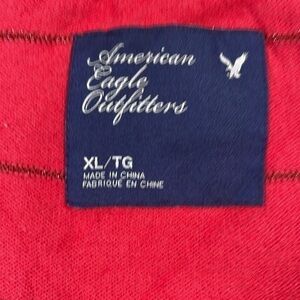 American
Eagle
Outfitters
XL/TG
MADE IN CHINA
FABRIQUÉ EN CHINE